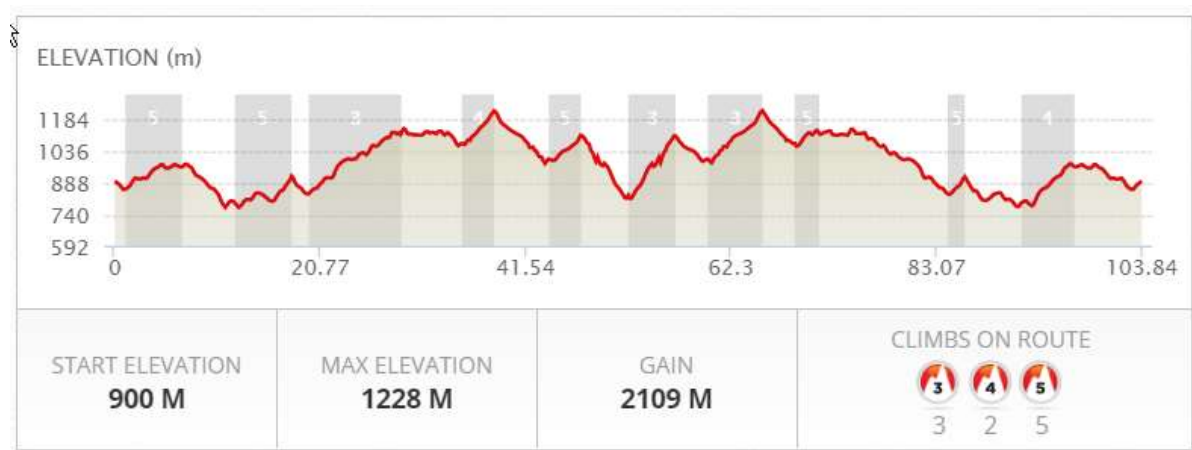 ELEVATION (m)
5 5 3 4 5 3 3 5 5 4
1184
1036
888
740
592
0 20.77 41.54 62.3 83.07 103.84
START ELEVATION
900 M
MAX ELEVATION
1228 M
GAIN
2109 M
CLIMBS ON ROUTE
3 4 5
3 2 5